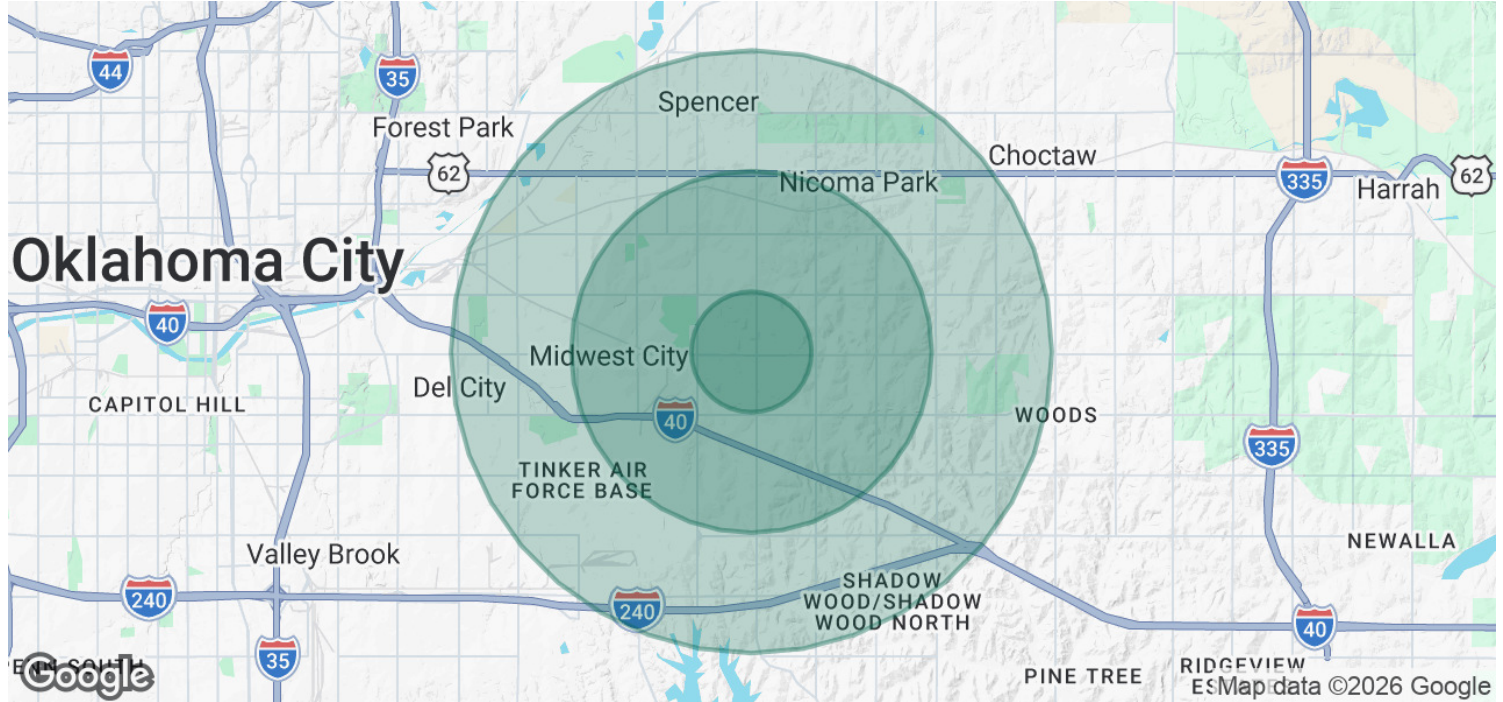 44
35
Spencer
Forest Park
62
Choctaw
Nicoma Park
335
Harrah
62
Oklahoma City
40
Midwest City
Del City
CAPITOL HILL
40
WOODS
335
TINKER AIR
FORCE BASE
NEWALLA
Valley Brook
240
240
SHADOW
WOOD/SHADOW
WOOD NORTH
40
35
SOUTH
PINE TREE
RIDGEVIEW
Google
Map data ©2026 Google